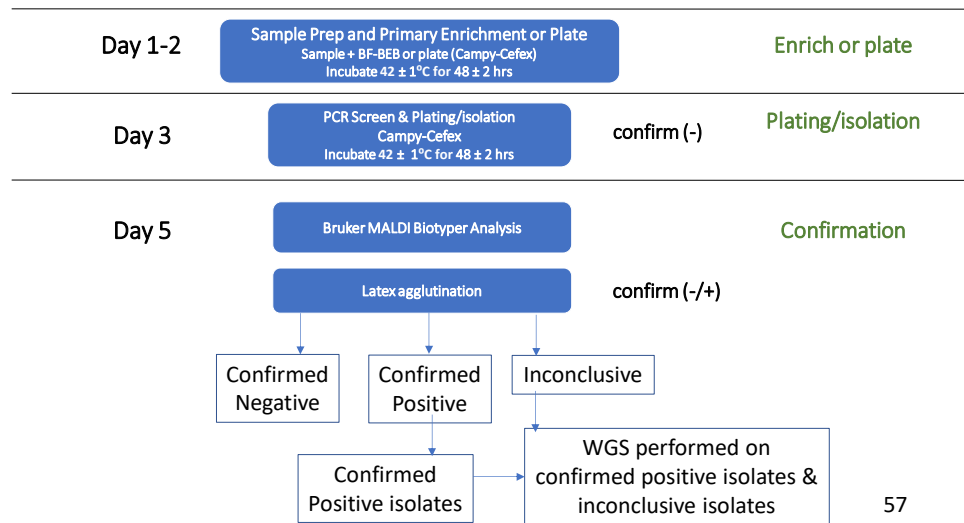 Day 1-2
Sample Prep and Primary Enrichment or Plate
Sample + BF-BEB or plate (Campy-Cefex)
Incubate 42 ± 1⁰C for 48 ± 2 hrs
Enrich or plate
Day 3
PCR Screen & Plating/isolation
Campy-Cefex
Incubate 42 ± 1⁰C for 48 ± 2 hrs
confirm (-)
Plating/isolation
Day 5
Bruker MALDI Biotyper Analysis
Confirmation
Latex agglutination
confirm (-/+)
Confirmed
Negative
Confirmed
Positive
Inconclusive
Confirmed
Positive isolates
WGS performed on
confirmed positive isolates &
inconclusive isolates
57